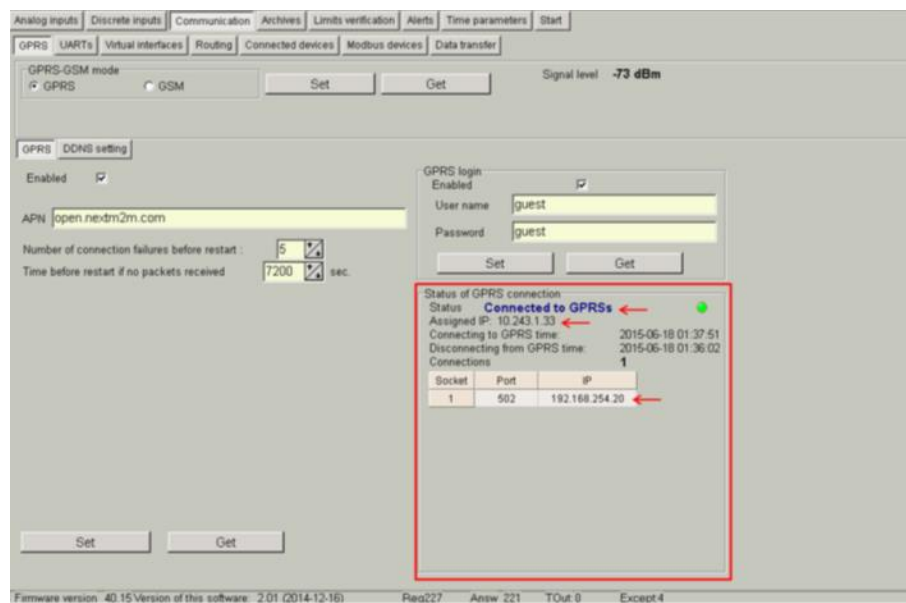 Analog inputs Discrete inputs Communication Archives Limits verification Alerts Time parameters Start
GPRS UARTs Virtual interfaces Routing Connected devices Modbus devices Data transfer
GPRS-GSM mode
GPRS GSM Set Get Signal level -73 dBm
GPRS DDNS setting
Enabled
APN open.nextm2m.com
Number of connection failures before restart : 5
Time before restart if no packets received 7200 sec.
Set Get
GPRS login
Enabled
User name guest
Password guest
Set Get
Status of GPRS connection
Status Connected to GPRSs
Assigned IP: 10.243.1.33
Connecting to GPRS time: 2015-06-18 01:37:51
Disconnecting from GPRS time: 2015-06-18 01:36:02
Connections 1
Socket Port IP
1 502 192.168.254.20
Firmware version 40.15 Version of this software: 2.01 (2014-12-16) Req227 Answ 221 TOut 0 Except 4